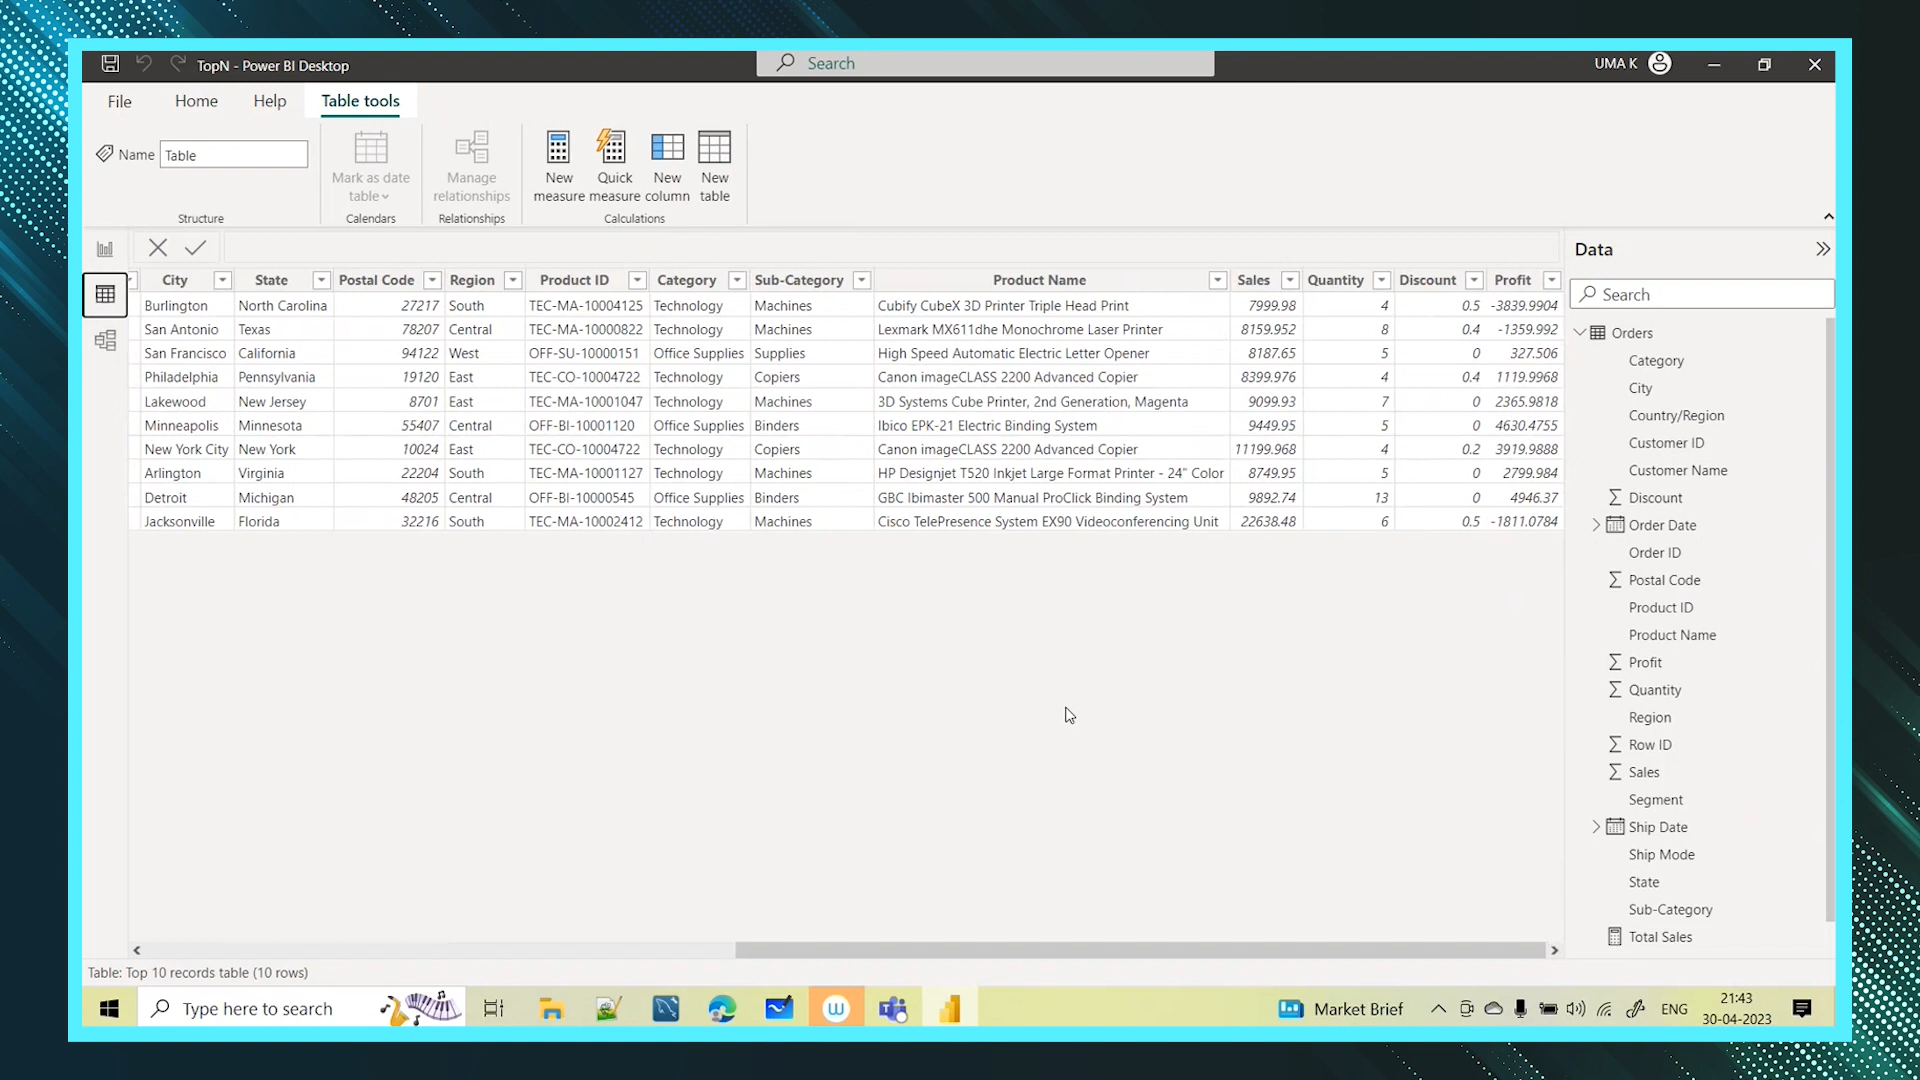 TopN - Power BI Desktop
Search
UMA K
File Home Help Table tools
Name Table
Mark as date table
Manage relationships
New measure
Quick measure
New column
New table
Structure Calendars Relationships Calculations
City State Postal Code Region Product ID Category Sub-Category Product Name Sales Quantity Discount Profit
Burlington North Carolina 27217 South TEC-MA-10004125 Technology Machines Cubify CubeX 3D Printer Triple Head Print 7999.98 4 0.5 -3839.9904
San Antonio Texas 78207 Central TEC-MA-10000822 Technology Machines Lexmark MX611dhe Monochrome Laser Printer 8159.952 8 0.4 -1359.992
San Francisco California 94122 West OFF-SU-10000151 Office Supplies Supplies High Speed Automatic Electric Letter Opener 8187.65 5 0 327.506
Philadelphia Pennsylvania 19120 East TEC-CO-10004722 Technology Copiers Canon imageCLASS 2200 Advanced Copier 8399.976 4 0.4 1119.9968
Lakewood New Jersey 8701 East TEC-MA-10001047 Technology Machines 3D Systems Cube Printer, 2nd Generation, Magenta 9099.93 7 0 2365.9818
Minneapolis Minnesota 55407 Central OFF-BI-10001120 Office Supplies Binders Ibico EPK-21 Electric Binding System 9449.95 5 0 4630.4755
New York City New York 10024 East TEC-CO-10004722 Technology Copiers Canon imageCLASS 2200 Advanced Copier 11199.968 4 0.2 3919.9888
Arlington Virginia 22204 South TEC-MA-10001127 Technology Machines HP Designjet T520 Inkjet Large Format Printer - 24" Color 8749.95 5 0 2799.984
Detroit Michigan 48205 Central OFF-BI-10000545 Office Supplies Binders GBC Ibimaster 500 Manual ProClick Binding System 9892.74 13 0 4946.37
Jacksonville Florida 32216 South TEC-MA-10002412 Technology Machines Cisco TelePresence System EX90 Videoconferencing Unit 22638.48 6 0.5 -1811.0784
Data
Search
Orders
Category
City
Country/Region
Customer ID
Customer Name
Discount
Order Date
Order ID
Postal Code
Product ID
Product Name
Profit
Quantity
Region
Row ID
Sales
Segment
Ship Date
Ship Mode
State
Sub-Category
Total Sales
Table: Top 10 records table (10 rows)
Type here to search
Market Brief
ENG
21:43
30-04-2023